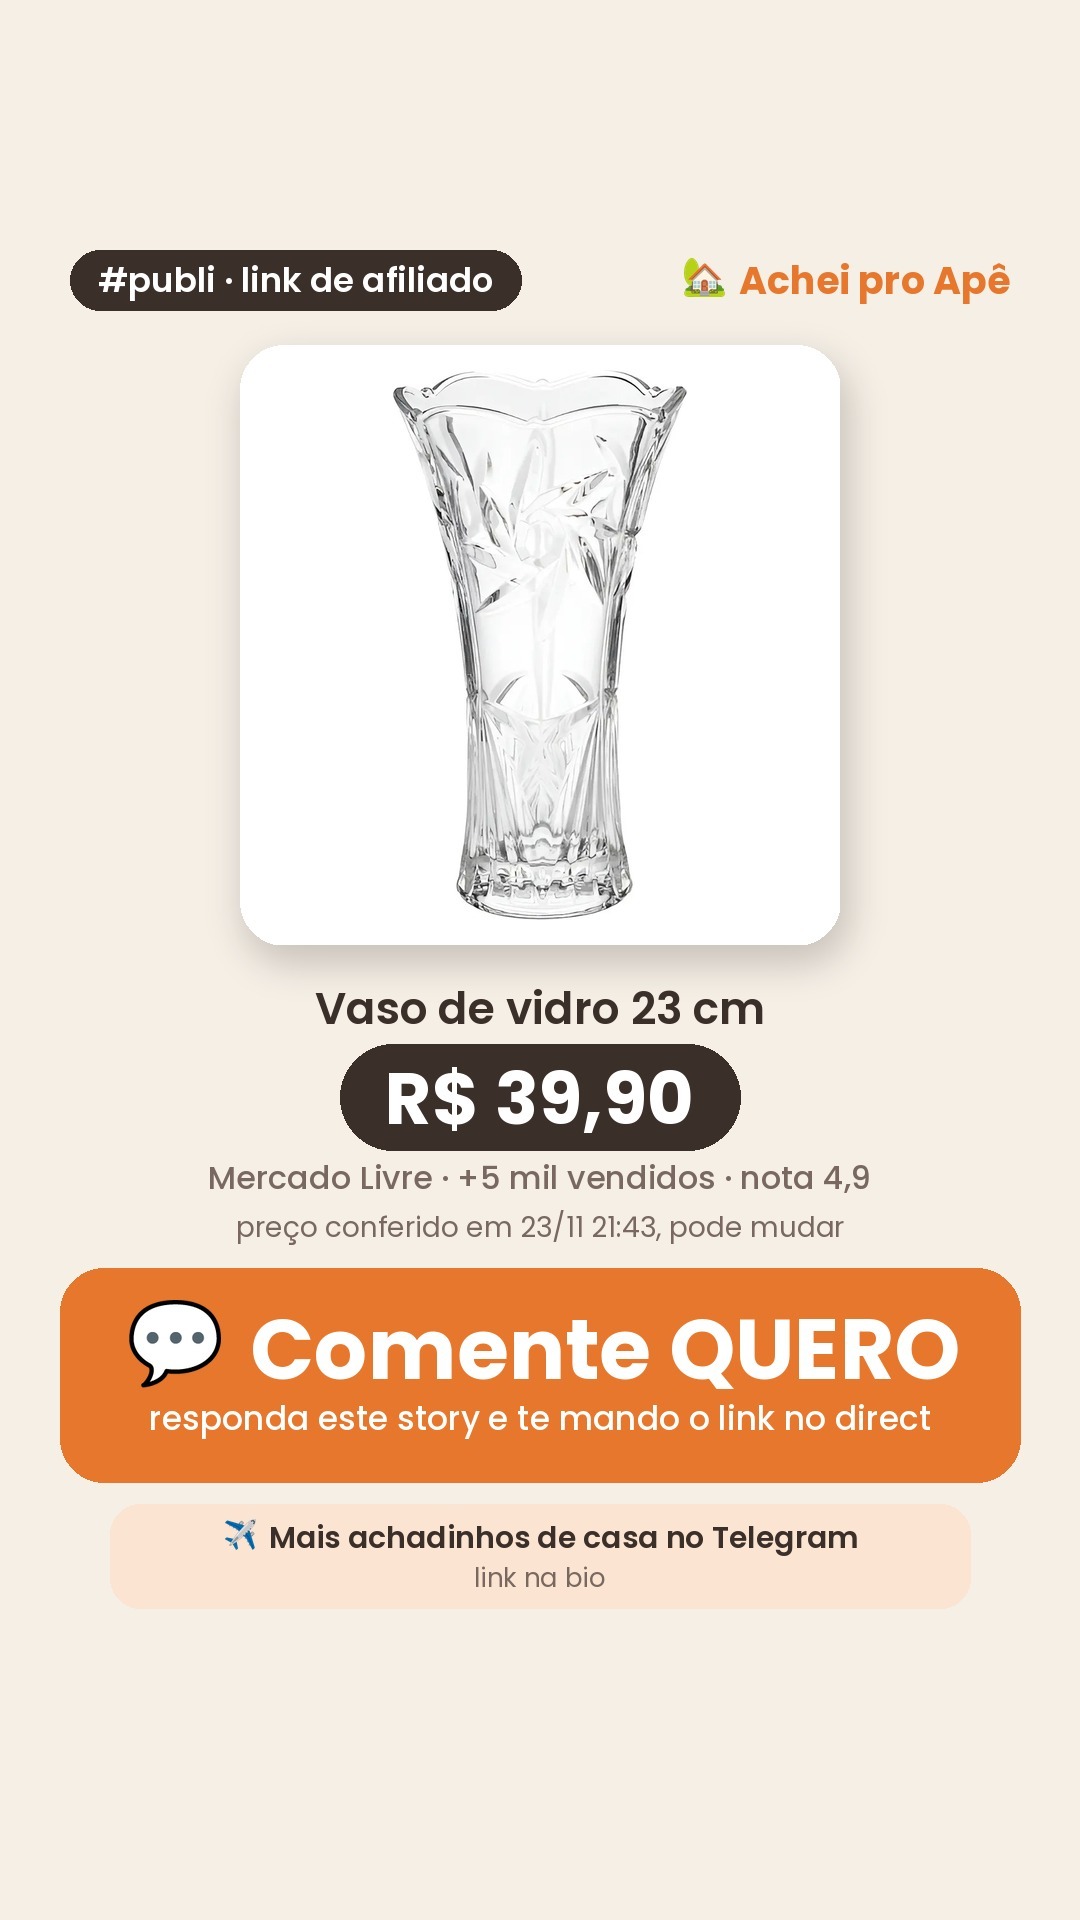 #publi · link de afiliado
🏡 Achei pro Apê
Vaso de vidro 23 cm
R$ 39,90
Mercado Livre · +5 mil vendidos · nota 4,9
preço conferido em 23/11 21:43, pode mudar
💬 Comente QUERO
responda este story e te mando o link no direct
✈️ Mais achadinhos de casa no Telegram
link na bio